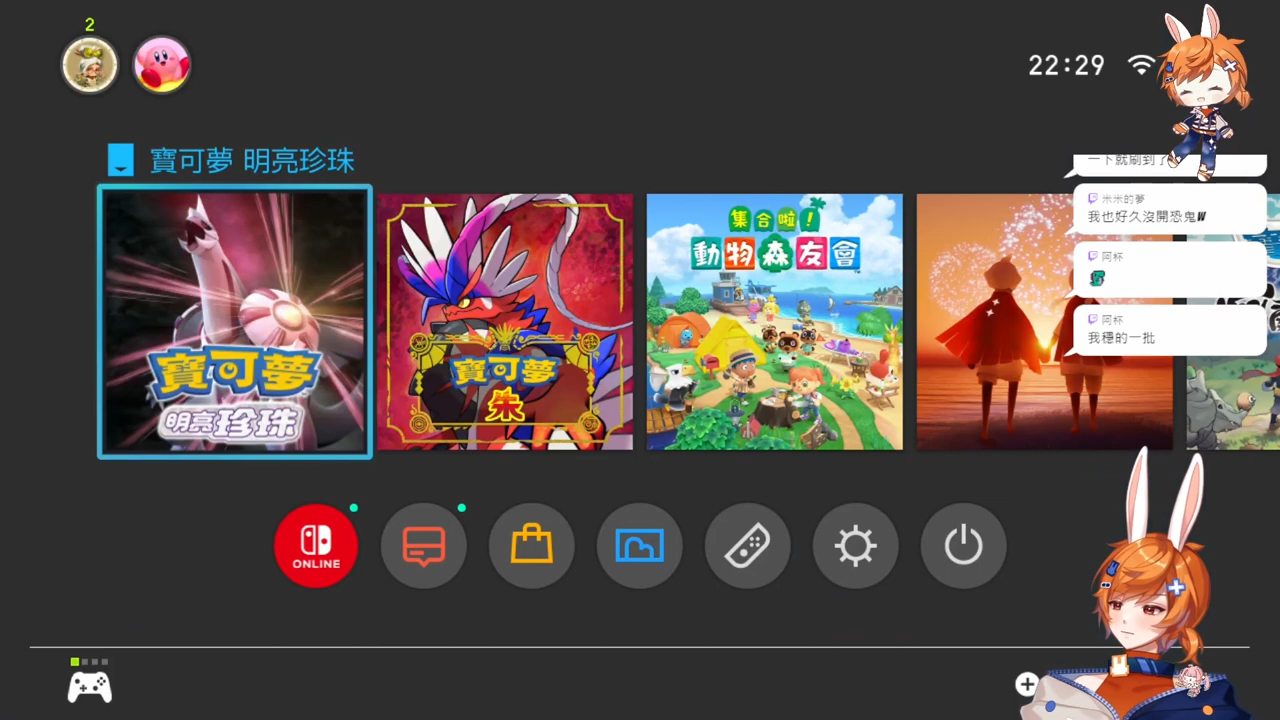 2
22:29
寶可夢 明亮珍珠
寶可夢
明亮珍珠
寶可夢
朱
集合啦！
動物森友會
一下就刷到了
米米的夢
我也好久沒開恐鬼W
阿杯
阿杯
我穩的一批
ONLINE